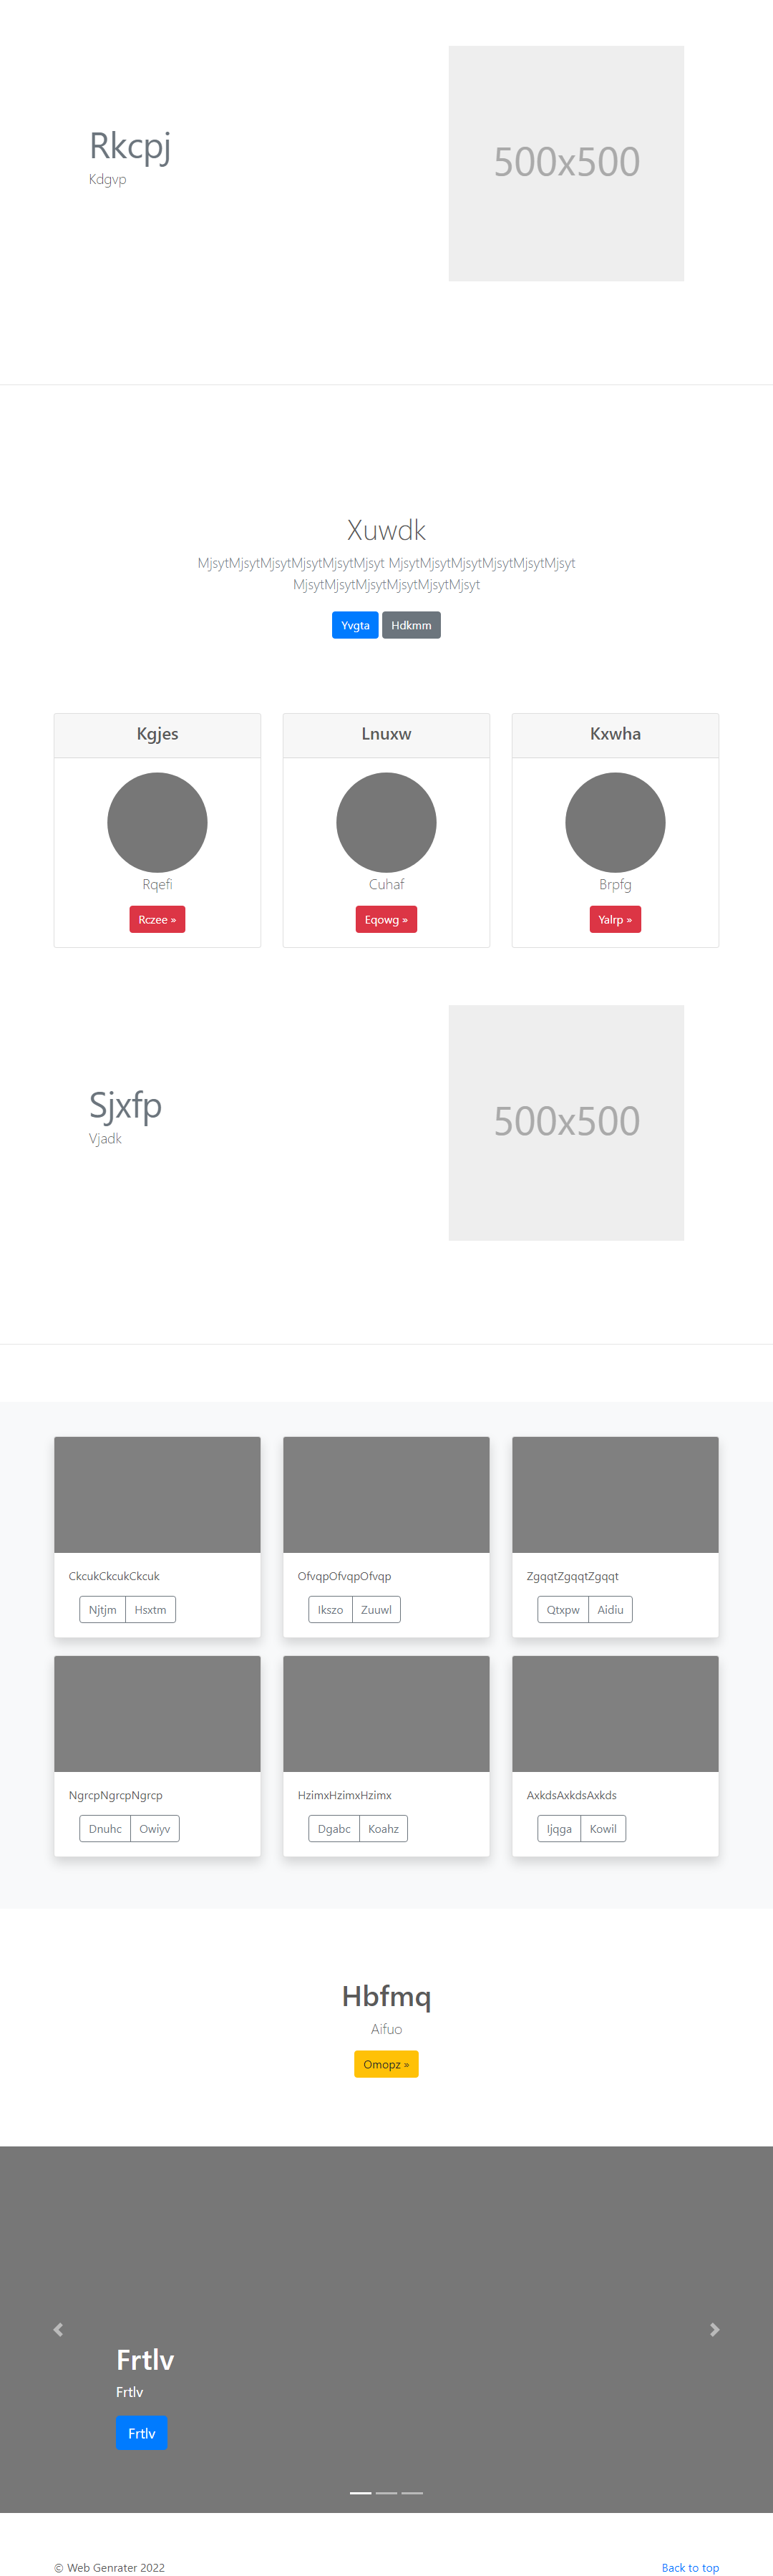 Rkcpj
Kdgvp
500x500
Xuwdk
MjsytMjsytMjsytMjsytMjsytMjsyt MjsytMjsytMjsytMjsytMjsytMjsyt
MjsytMjsytMjsytMjsytMjsytMjsyt
Yvgta Hdkmm
Kgjes Lnuxw Kxwha
Rqefi Cuhaf Brpfg
Rczee » Eqowg » Yalrp »
Sjxfp
Vjadk
500x500
CkcukCkcukCkcuk OfvqpOfvqpOfvqp ZgqqtZgqqtZgqqt
Njtjm Hsxtm Ikszo Zuuwl Qtxpw Aidiu
NgrcpNgrcpNgrcp HzimxHzimxHzimx AxkdsAxkdsAxkds
Dnuhc Owiyv Dgabc Koahz Ijqga Kowil
Hbfmq
Aifuo
Omopz »
Frtlv
Frtlv
Frtlv
© Web Genrater 2022 Back to top